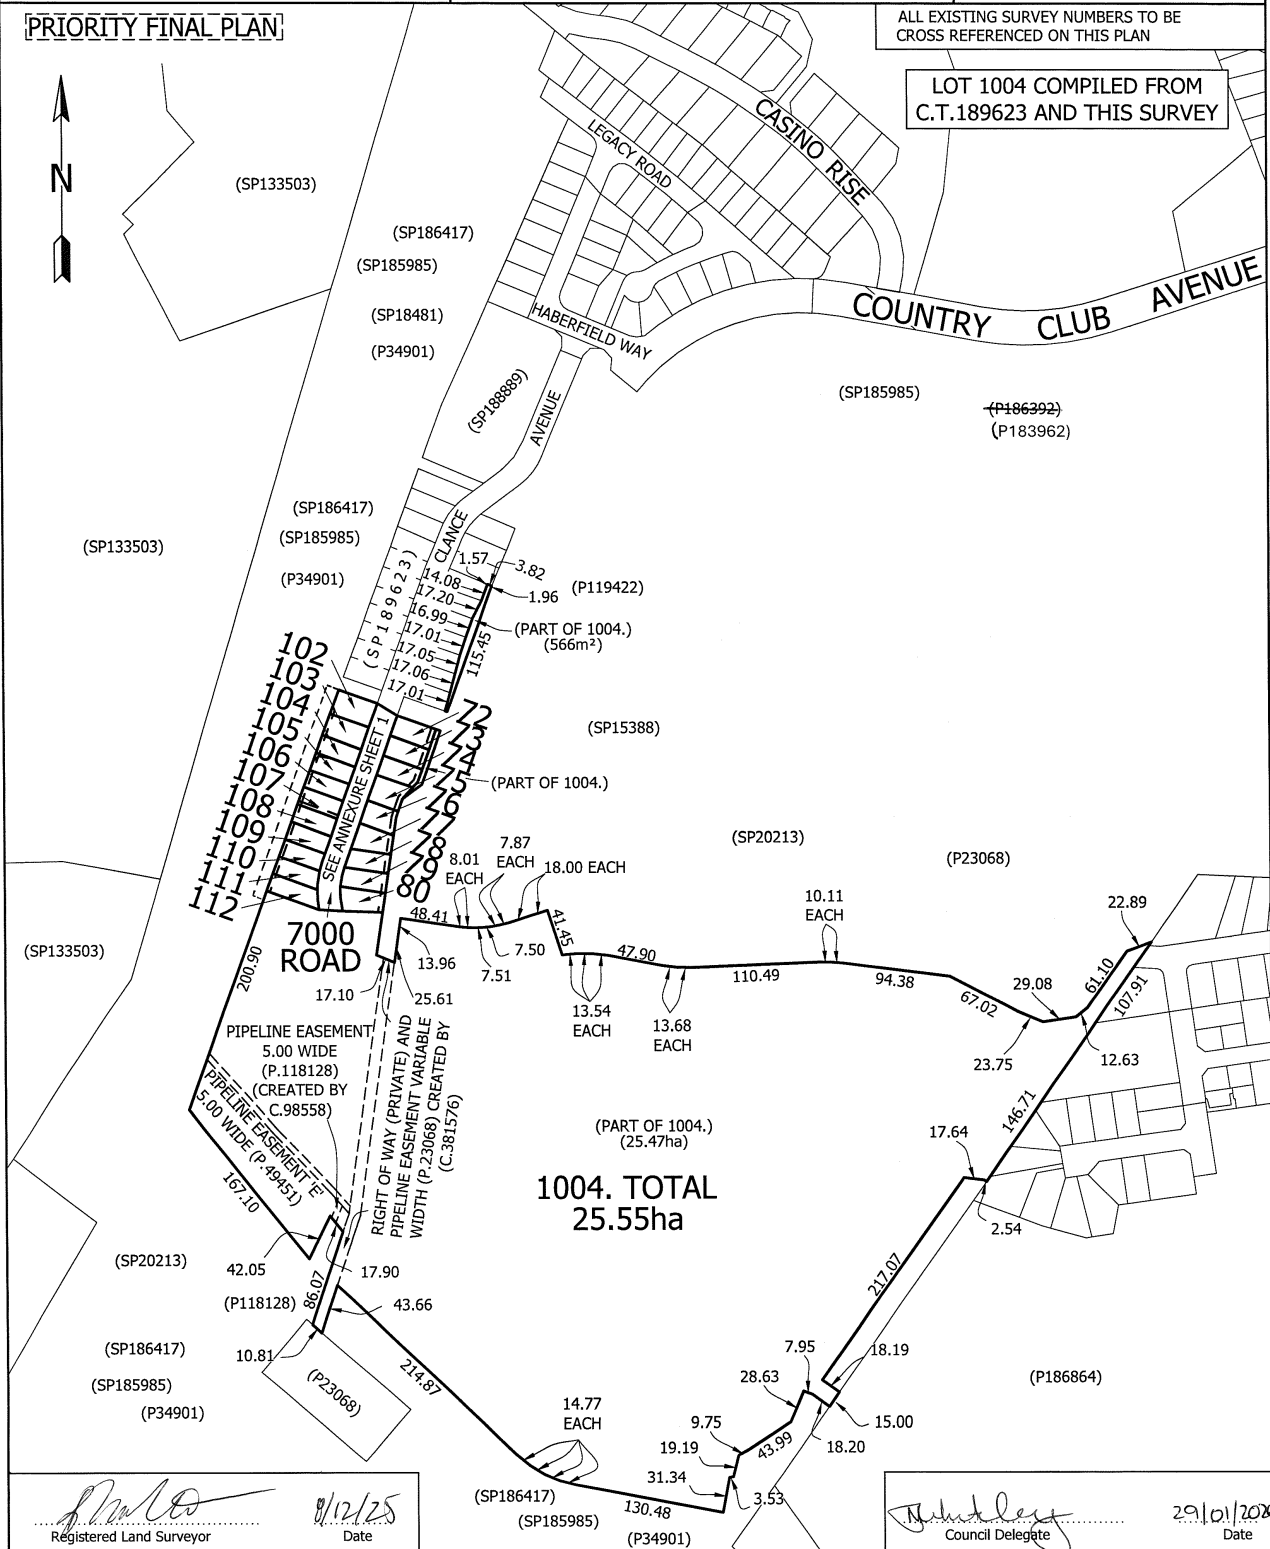 PRIORITY FINAL PLAN
ALL EXISTING SURVEY NUMBERS TO BE
CROSS REFERENCED ON THIS PLAN
LOT 1004 COMPILED FROM
C.T.189623 AND THIS SURVEY
N
(SP133503)
(SP186417)
(SP185985)
(SP18481)
(P34901)
CASINO RISE
LEGACY ROAD
HABERFIELD WAY
COUNTRY CLUB AVENUE
(SP188889)
CLANCE AVENUE
(SP185985)
(P186392)
(P183962)
(SP133503)
(SP186417)
(SP185985)
(P34901)
(SP189623)
1.57
3.82
1.96
14.08
17.20
16.99
17.01
17.05
17.06
17.01
115.45
(P119422)
(PART OF 1004.)
(566m²)
102
103
104
105
106
107
108
109
110
111
112
72
73
74
75
76
77
78
79
80
SEE ANNEXURE SHEET 1
(SP15388)
(PART OF 1004.)
(SP20213)
(P23068)
7000
ROAD
48.41
8.01
EACH
7.87
EACH
18.00 EACH
7.51
7.50
41.45
13.54
EACH
47.90
13.68
EACH
110.49
10.11
EACH
94.38
67.02
23.75
29.08
12.63
61.10
22.89
107.91
146.71
(SP133503)
200.90
17.10
13.96
25.61
PIPELINE EASEMENT
5.00 WIDE
(P.118128)
(CREATED BY
C.98558)
PIPELINE EASEMENT 'E'
5.00 WIDE (P.49451)
RIGHT OF WAY (PRIVATE) AND
PIPELINE EASEMENT VARIABLE
WIDTH (P.23068) CREATED BY
(C.381576)
(PART OF 1004.)
(25.47ha)
1004. TOTAL
25.55ha
17.64
2.54
217.07
167.10
42.05
17.90
86.07
43.66
10.81
(SP20213)
(P118128)
(SP186417)
(SP185985)
(P34901)
(P23068)
214.87
14.77
EACH
130.48
31.34
3.53
19.19
9.75
43.99
28.63
7.95
18.19
15.00
18.20
(P186864)
(SP186417)
(SP185985)
(P34901)
Registered Land Surveyor
8/12/25
Date
Council Delegate
29/01/202
Date